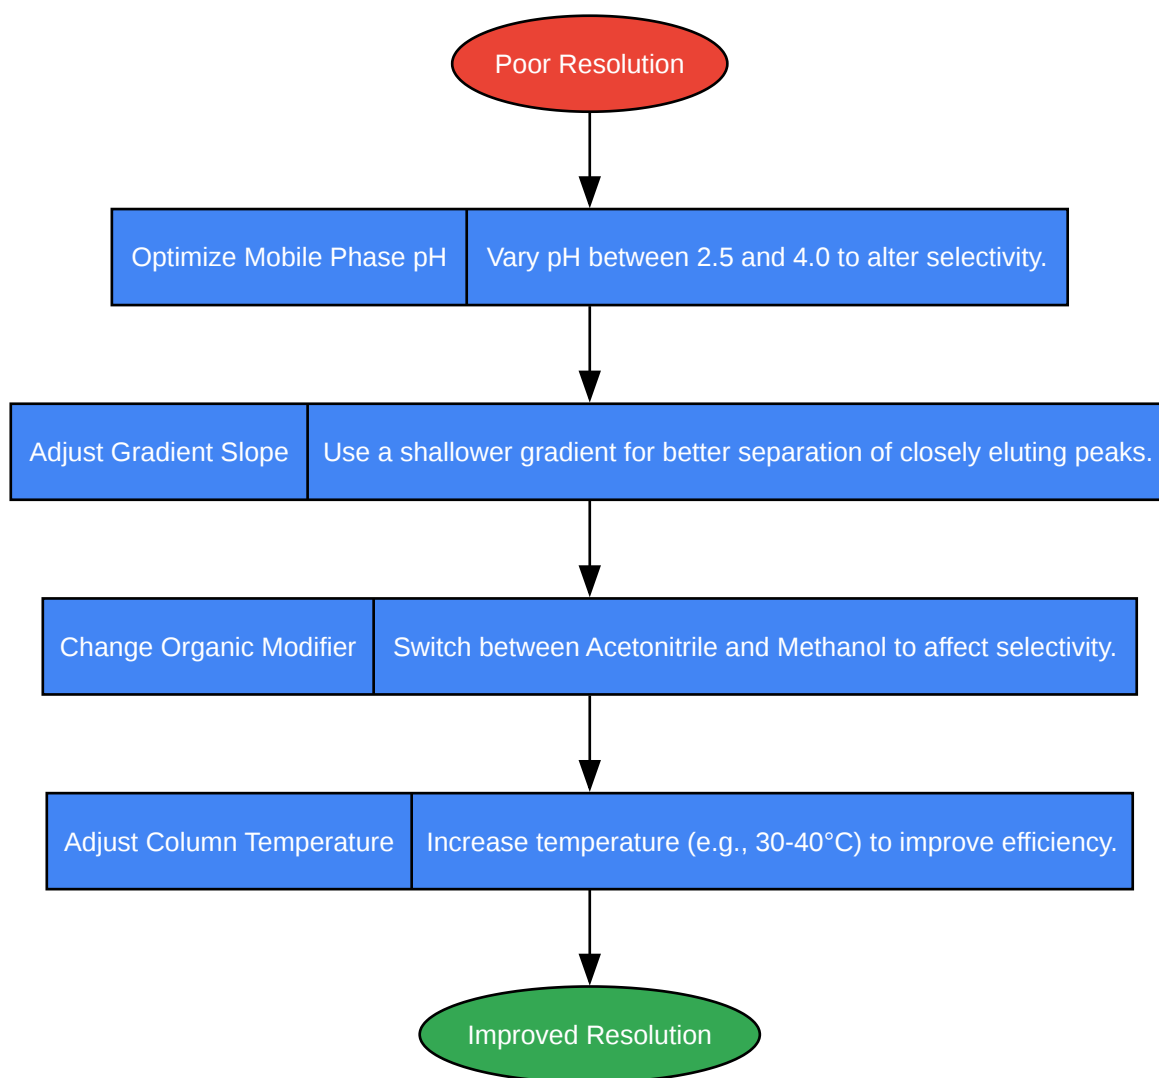 Poor Resolution
Optimize Mobile Phase pH
Vary pH between 2.5 and 4.0 to alter selectivity.
Adjust Gradient Slope
Use a shallower gradient for better separation of closely eluting peaks.
Change Organic Modifier
Switch between Acetonitrile and Methanol to affect selectivity.
Adjust Column Temperature
Increase temperature (e.g., 30-40°C) to improve efficiency.
Improved Resolution